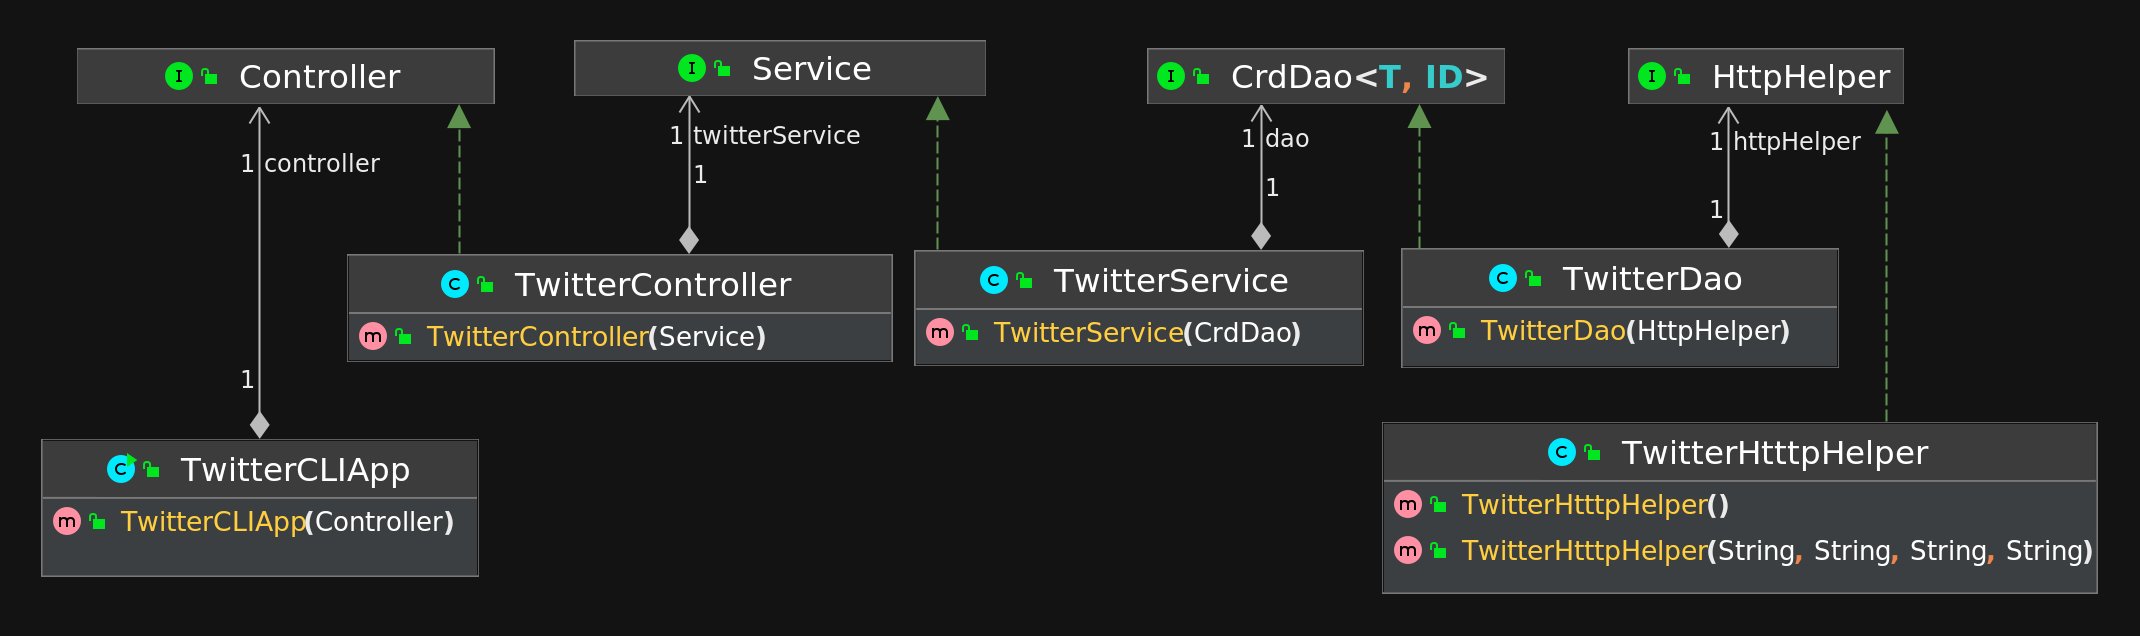 I Controller
I Service
I CrdDao<T, ID>
I HttpHelper
1 controller
1
1 twitterService
1
1 dao
1
1 httpHelper
1
C TwitterController
m TwitterController(Service)
C TwitterService
m TwitterService(CrdDao)
C TwitterDao
m TwitterDao(HttpHelper)
C TwitterCLIApp
m TwitterCLIApp(Controller)
C TwitterHtttpHelper
m TwitterHtttpHelper()
m TwitterHtttpHelper(String, String, String, String)